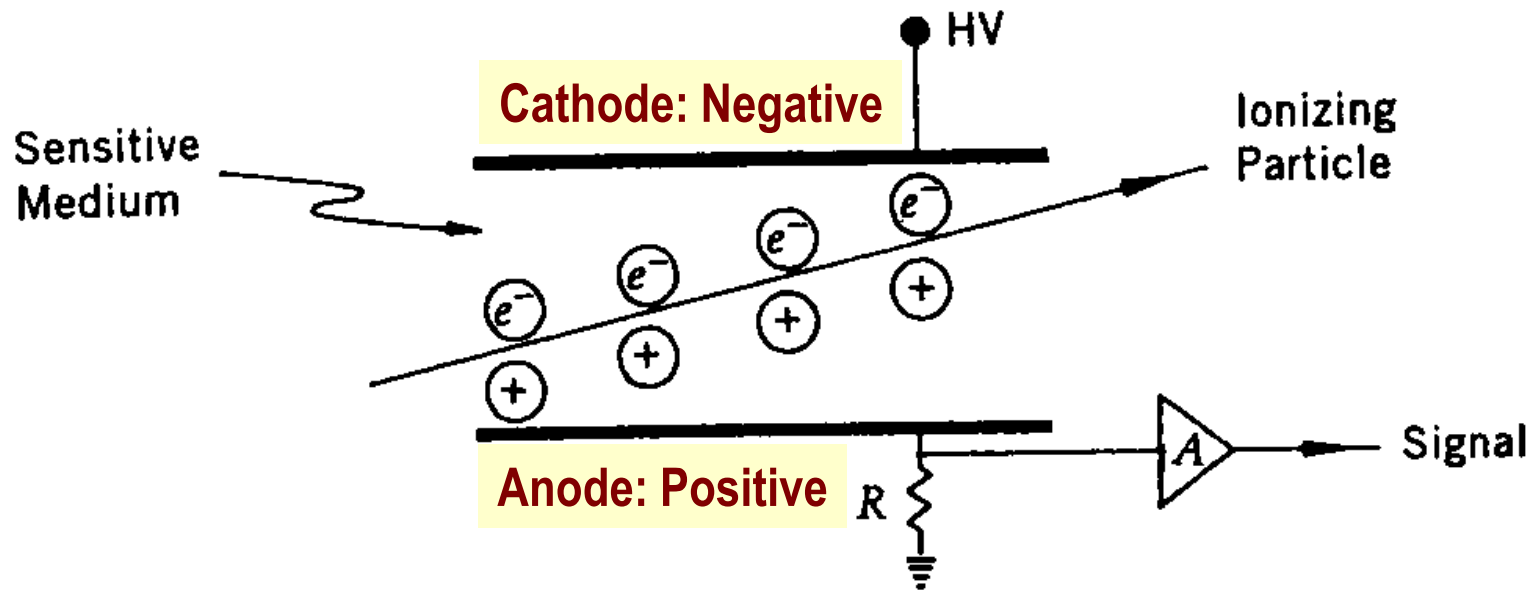 HV
Cathode: Negative
Ionizing
Particle
Sensitive
Medium
e⁻
e⁻
e⁻
e⁻
+
+
+
+
Anode: Positive
R
A
Signal